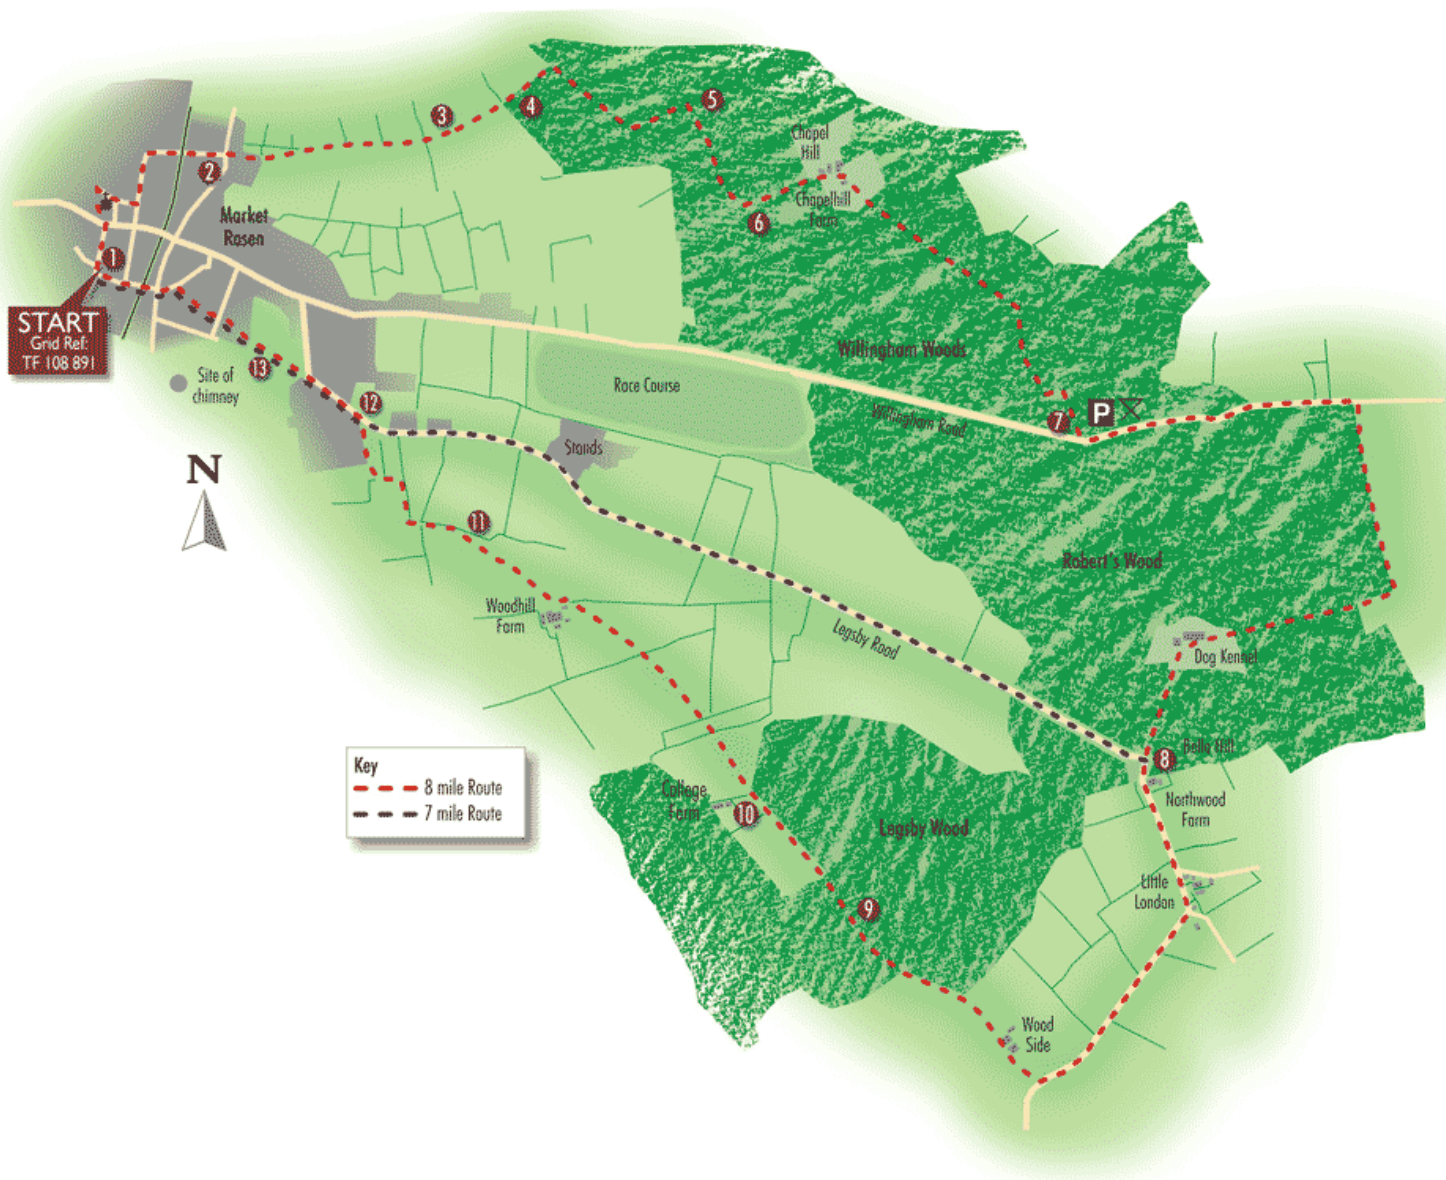 5
3
4
Chapel
Hill
2
Chapelhill
Farm
Market
Rasen
6
1
START
Grid Ref:
TF 108 891
Willingham Woods
13
Site of
chimney
Race Course
12
Willingham Road
7
P
Stands
N
11
Robert's Wood
Woodhill
Farm
Legsby Road
Dog Kennel
Bella Hill
8
Key
8 mile Route
7 mile Route
College
Farm
10
Legsby Wood
Northwood
Farm
Little
London
9
Wood
Side